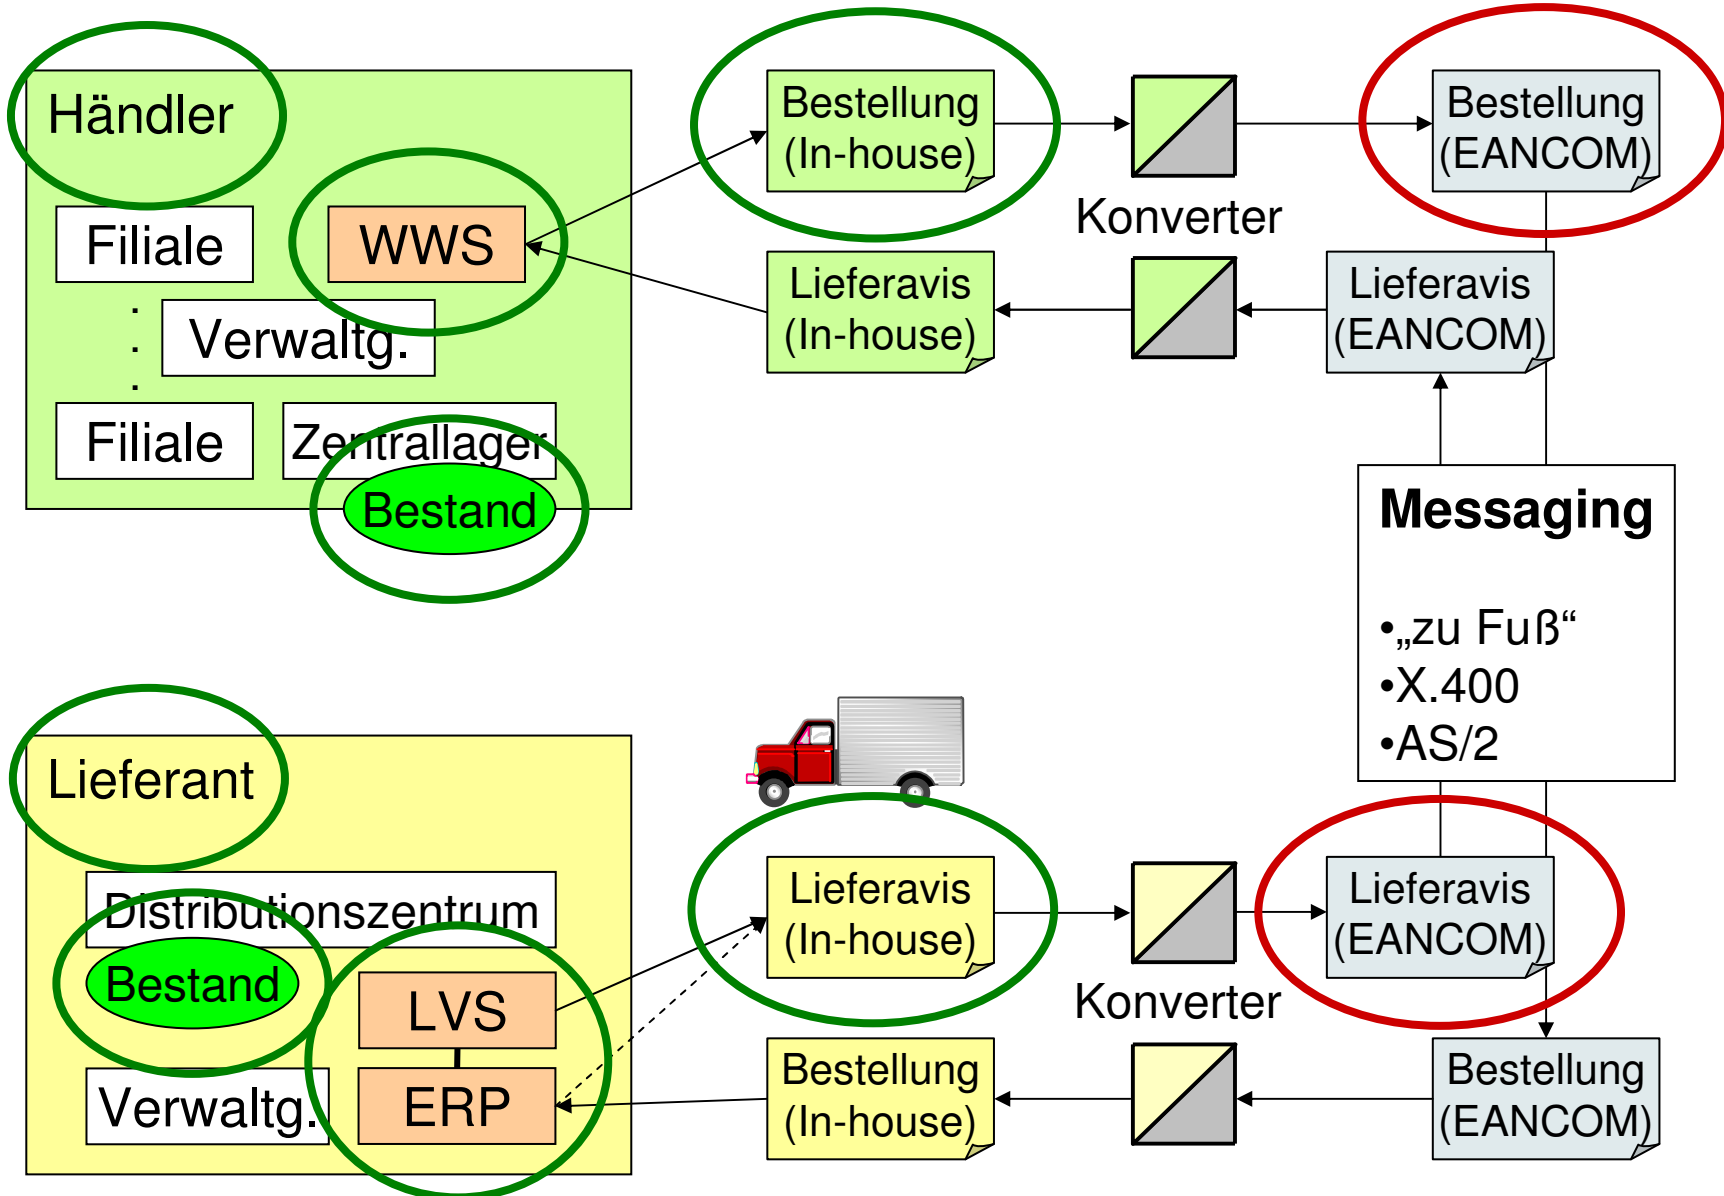 Händler
Filiale
WWS
Verwaltg.
.
.
.
Filiale
Zentrallager
Bestand
Bestellung
(In-house)
Konverter
Bestellung
(EANCOM)
Lieferavis
(In-house)
Lieferavis
(EANCOM)
Messaging
•„zu Fuß“
•X.400
•AS/2
Lieferant
Distributionszentrum
Bestand
LVS
Verwaltg.
ERP
Lieferavis
(In-house)
Konverter
Lieferavis
(EANCOM)
Bestellung
(In-house)
Bestellung
(EANCOM)